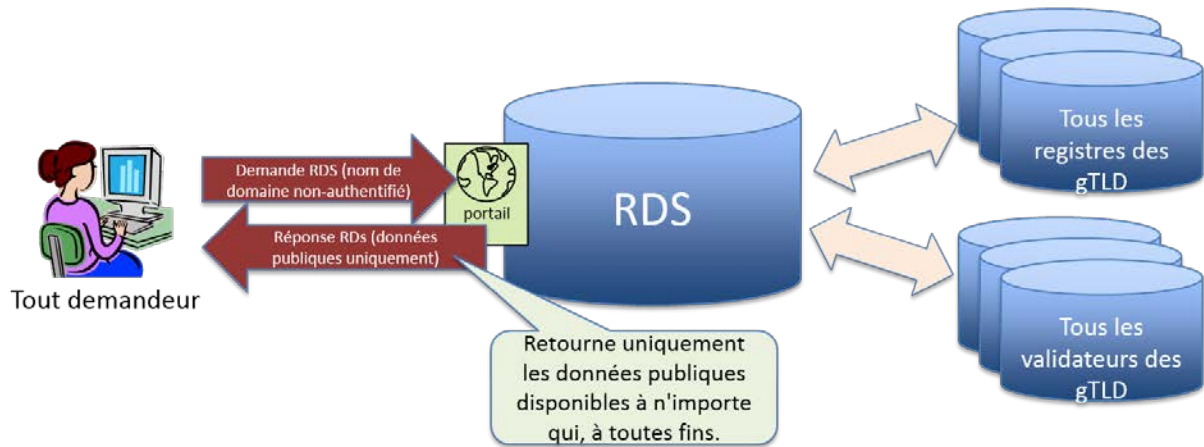 Tout demandeur
Demande RDS (nom de
domaine non-authentifié)
Réponse RDs (données
publiques uniquement)
portail
RDS
Retourne uniquement
les données publiques
disponibles à n'importe
qui, à toutes fins.
Tous les
registres des
gTLD
Tous les
validateurs des
gTLD